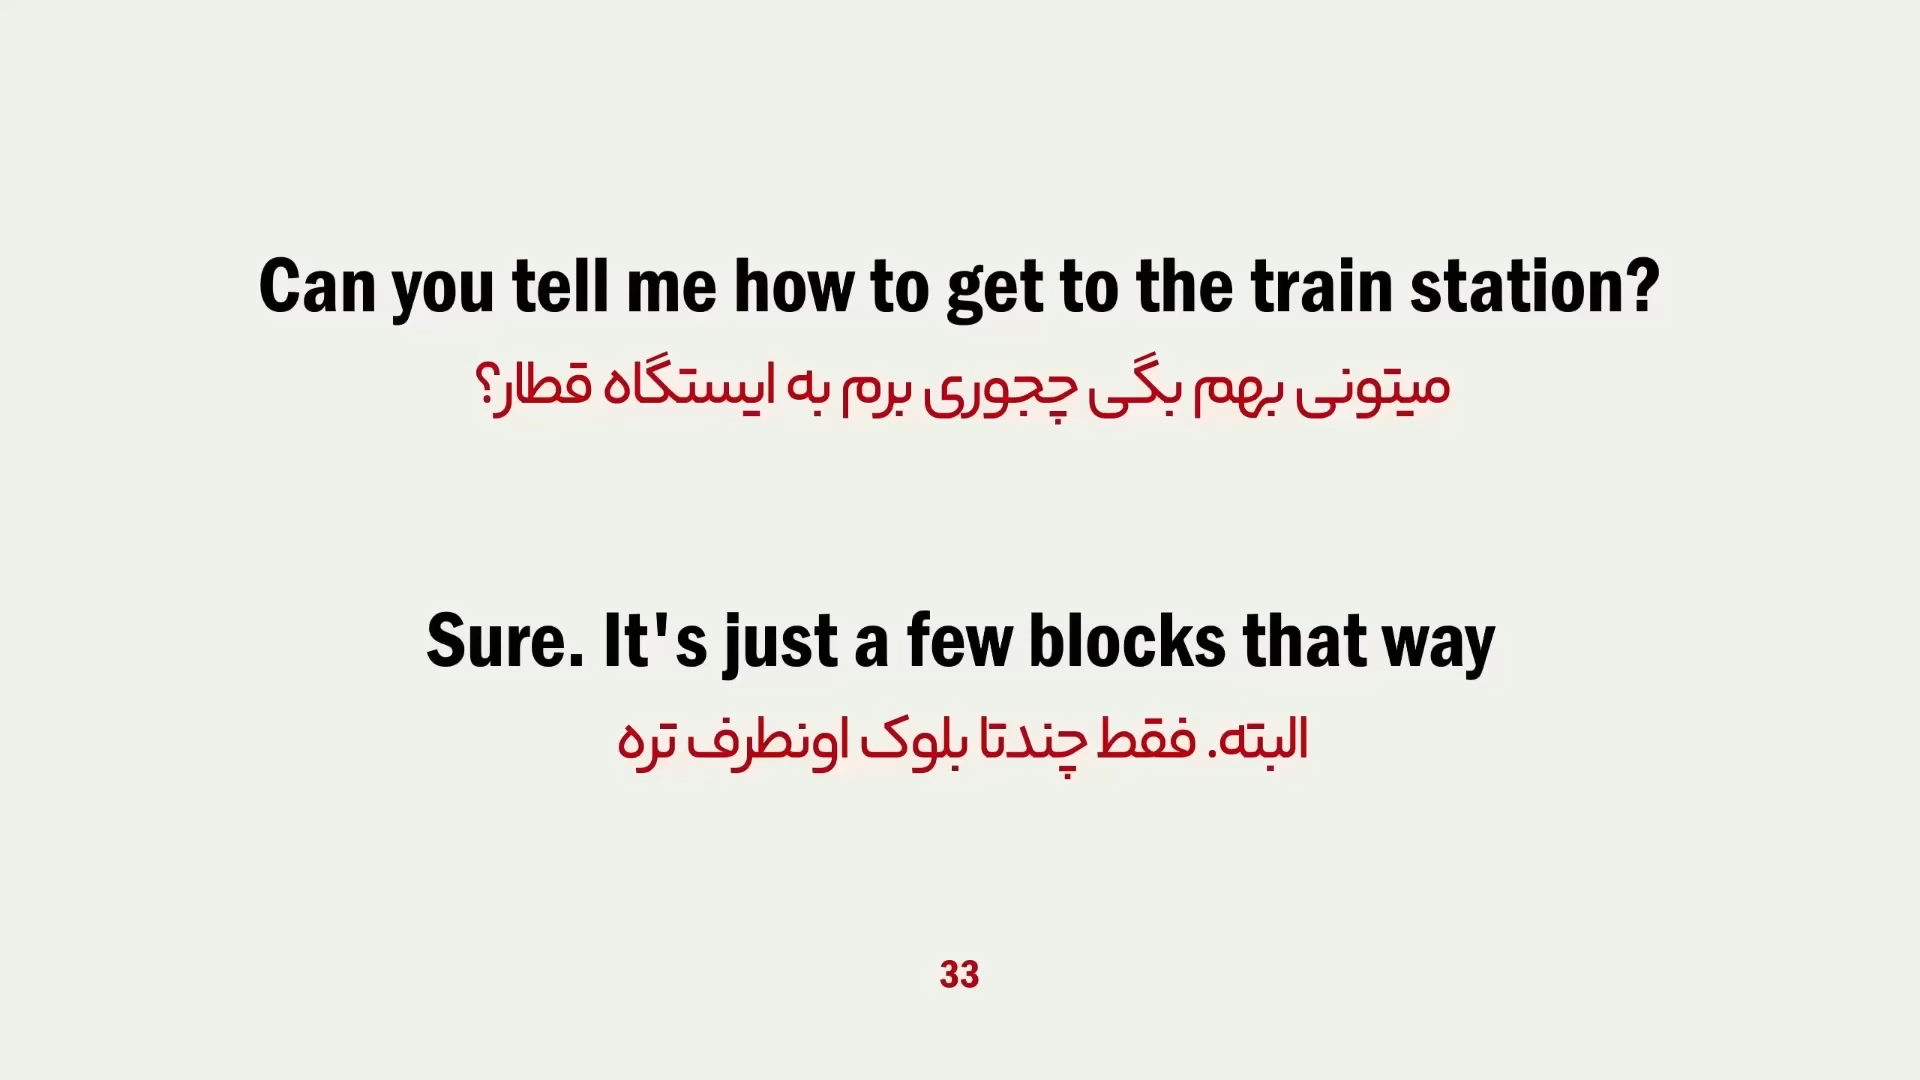 Can you tell me how to get to the train station?
میتونی بهم بگی چجوری برم به ایستگاه قطار؟
Sure. It's just a few blocks that way
البته. فقط چندتا بلوک اونطرف تره
33